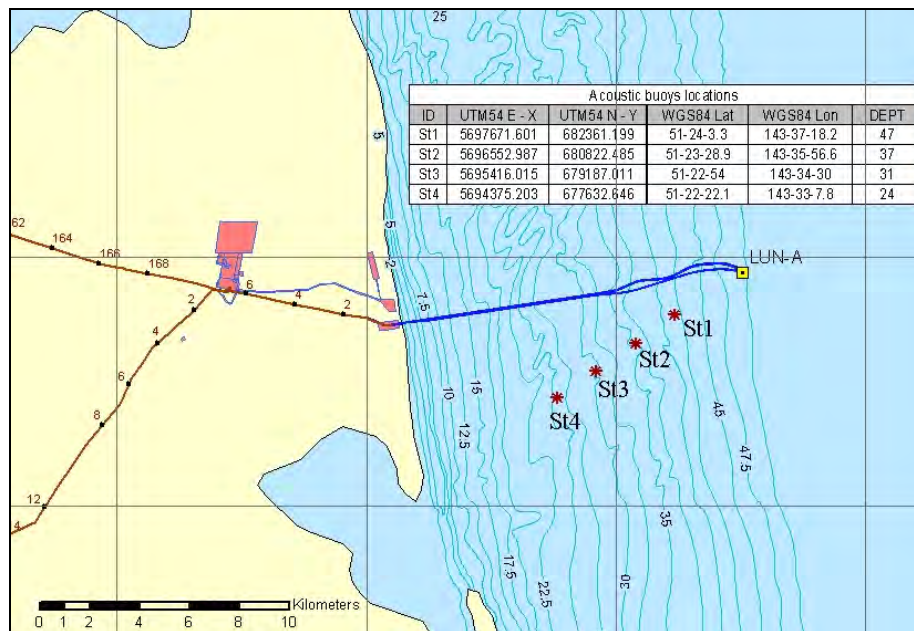 25
Acoustic buoys locations
ID UTM54 E - X UTM54 N - Y WGS84 Lat WGS84 Lon DEPT
St1 5697671.601 682361.199 51-24-3.3 143-37-18.2 47
St2 5696552.987 680822.485 51-23-28.9 143-35-56.6 37
St3 5695416.015 679187.011 51-22-54 143-34-30 31
St4 5694375.203 677632.646 51-22-22.1 143-33-7.8 24
5
5
2
62
164
166
168
LUN-A
6
4
2
2
7.5
4
St1
St2
St3
St4
6
8
10
15
12.5
45
47.5
12
4
35
17.5
30
22.5
Kilometers
0 1 2 4 6 8 10